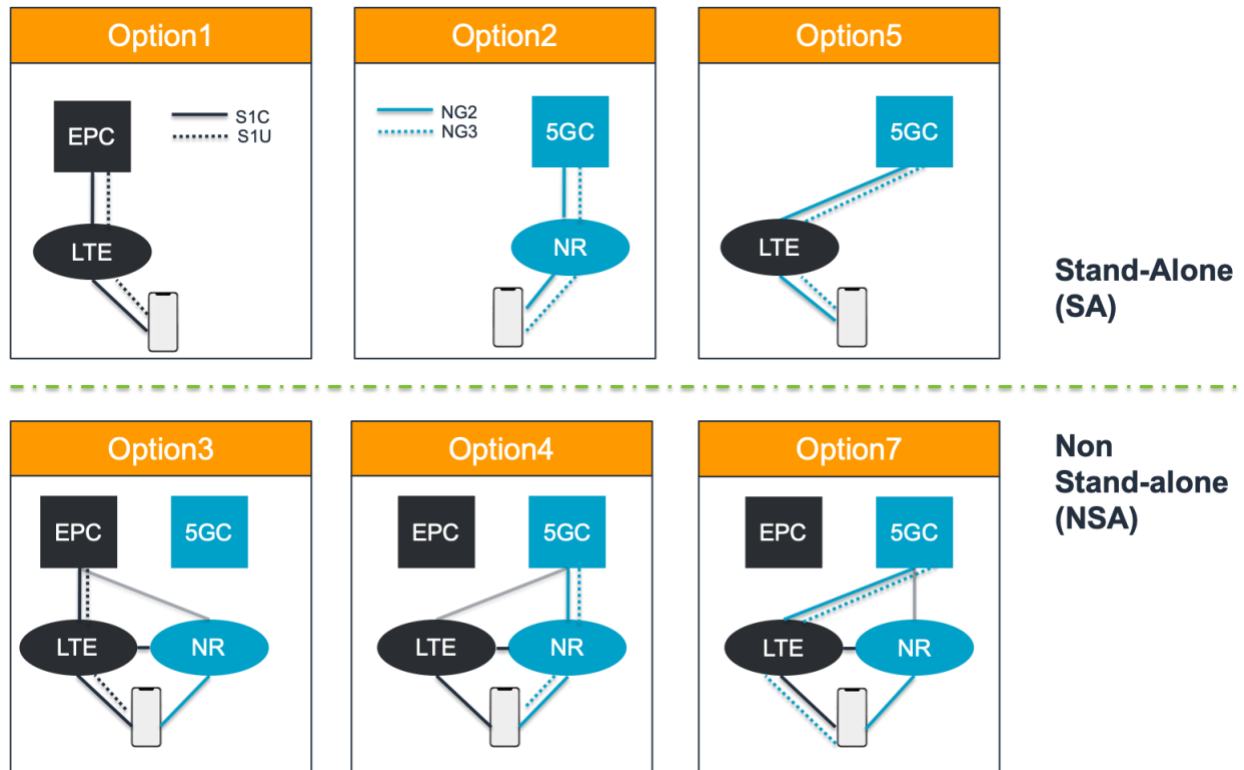 Option1
Option2
Option5
EPC
S1C
S1U
NG2
NG3
5GC
5GC
LTE
NR
LTE
Stand-Alone
(SA)
Option3
Option4
Option7
Non
Stand-alone
(NSA)
EPC
5GC
EPC
5GC
EPC
5GC
LTE
NR
LTE
NR
LTE
NR